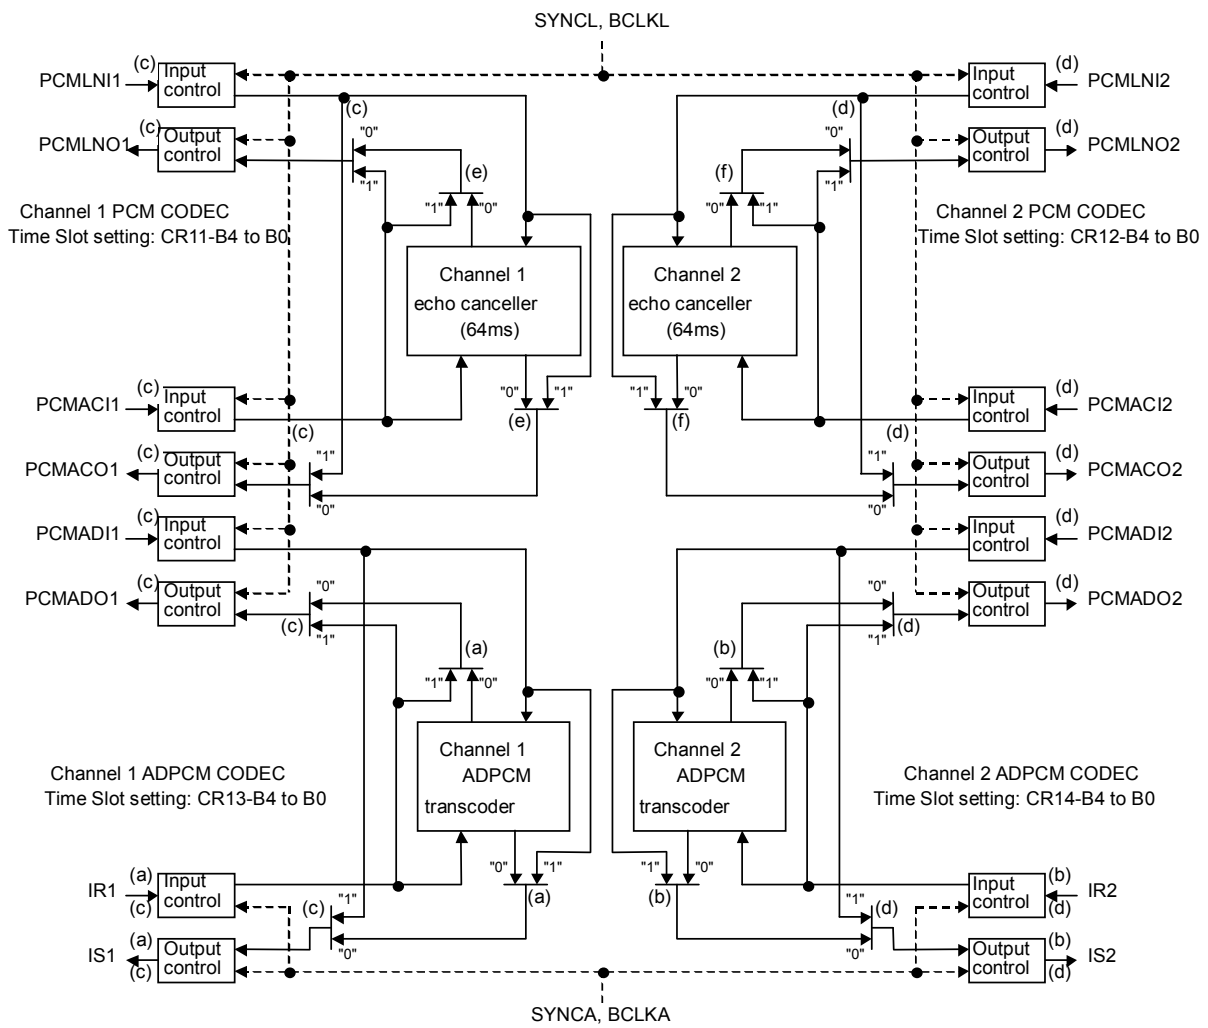 SYNCL, BCLKL
PCMLNI1
(c)
Input
control
(c)
PCMLNO1
(c)
Output
control
"0"
"1"
(e)
"1"
"0"
Channel 1 PCM CODEC
Time Slot setting: CR11-B4 to B0
Channel 1
echo canceller
(64ms)
"0"
"1"
(e)
PCMACI1
(c)
Input
control
(c)
PCMACO1
(c)
Output
control
"1"
"0"
PCMADI1
(c)
Input
control
PCMADO1
(c)
Output
control
"0"
(c)
"1"
(a)
"1"
"0"
Channel 1
ADPCM
transcoder
Channel 1 ADPCM CODEC
Time Slot setting: CR13-B4 to B0
"0"
"1"
(a)
IR1
(a)
(c)
Input
control
(c)
"1"
"0"
IS1
(a)
(c)
Output
control
(d)
Input
control
(d)
PCMLNI2
"0"
"1"
Output
control
(d)
PCMLNO2
(f)
"0"
"1"
Channel 2 PCM CODEC
Time Slot setting: CR12-B4 to B0
Channel 2
echo canceller
(64ms)
"1"
"0"
(f)
Input
control
(d)
PCMACI2
(d)
"1"
"0"
Output
control
(d)
PCMACO2
Input
control
(d)
PCMADI2
"0"
"1"
(d)
Output
control
(d)
PCMADO2
(b)
"0"
"1"
Channel 2
ADPCM
transcoder
Channel 2 ADPCM CODEC
Time Slot setting: CR14-B4 to B0
"1"
"0"
(b)
Input
control
(b)
(d)
IR2
"1"
(d)
"0"
Output
control
(b)
(d)
IS2
SYNCA, BCLKA